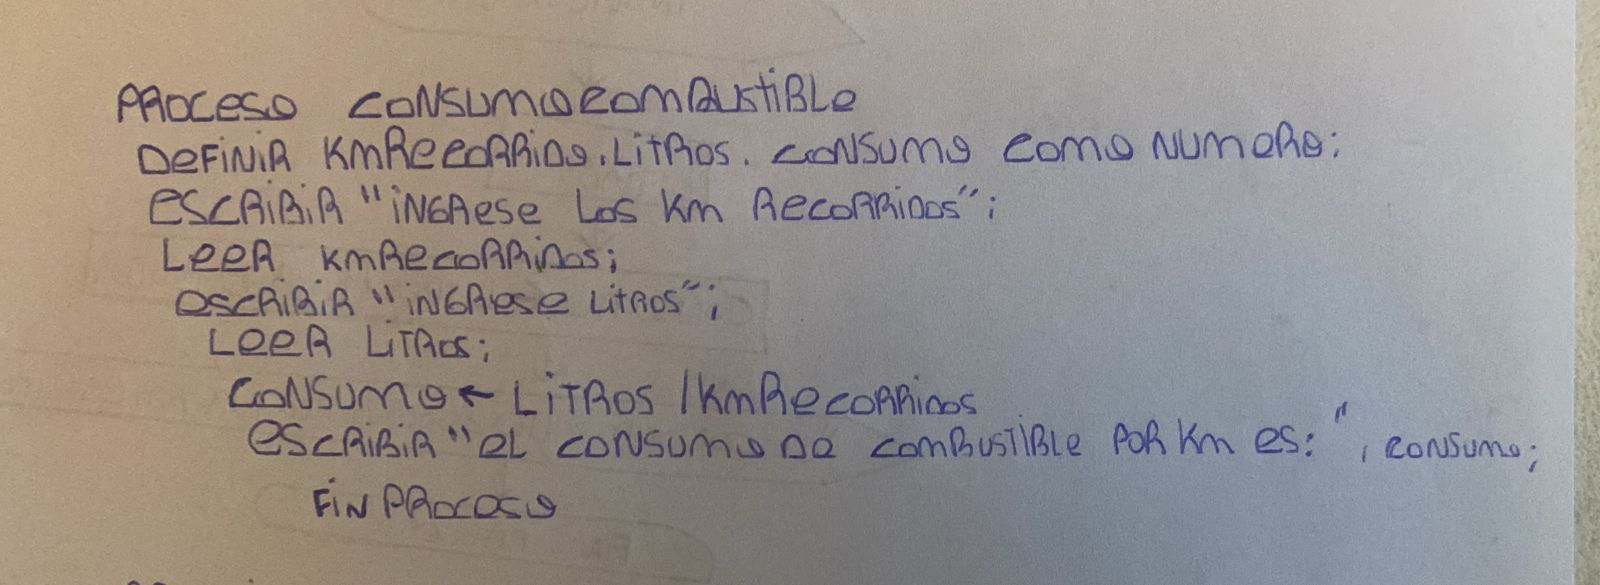 PROCESO CONSUMOCOMBUSTIBLE
DEFINIR KMRECORRIDO.LITROS. CONSUMO COMO NUMERO;
ESCRIBIR "INGRESE LOS KM RECORRIDOS";
LEER KMRECORRIDOS;
ESCRIBIR "INGRESE LITROS";
LEER LITROS;
CONSUMO ← LITROS / KMRECORRIDOS
ESCRIBIR "EL CONSUMO DE COMBUSTIBLE POR KM ES: ", CONSUMO;
FIN PROCESO